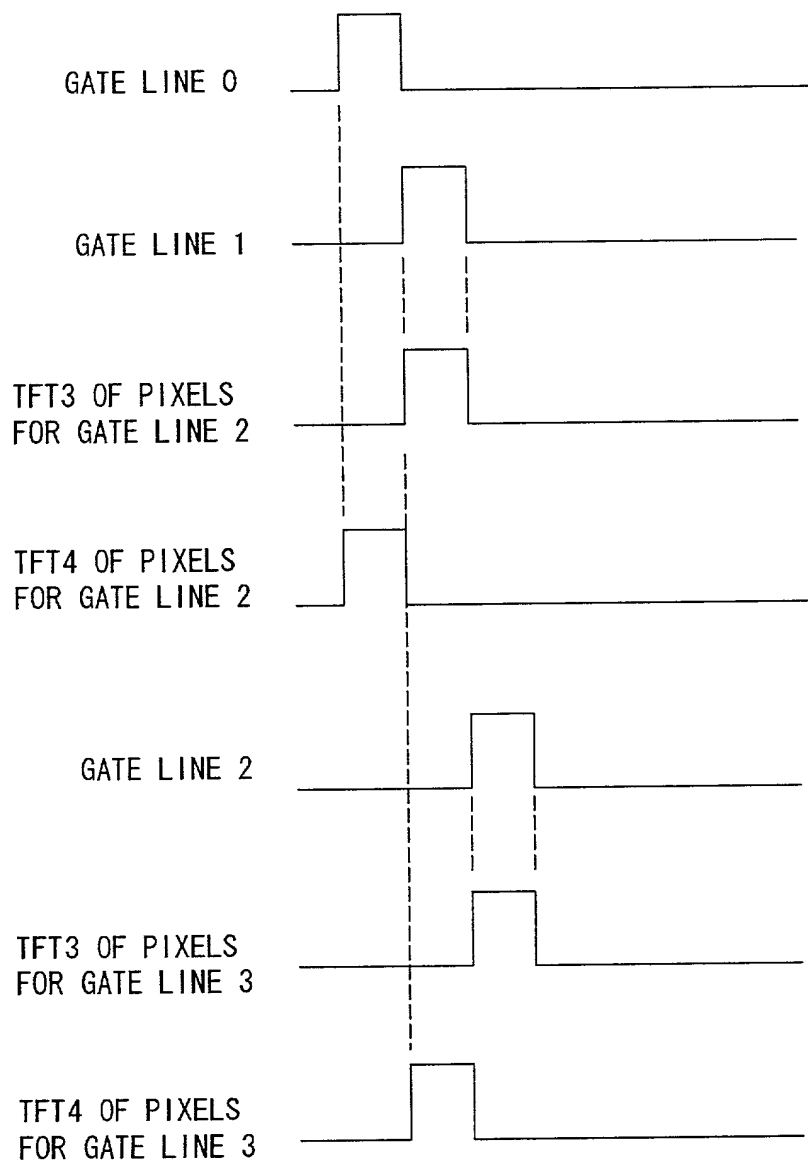 GATE LINE 0
GATE LINE 1
TFT3 OF PIXELS
FOR GATE LINE 2
TFT4 OF PIXELS
FOR GATE LINE 2
GATE LINE 2
TFT3 OF PIXELS
FOR GATE LINE 3
TFT4 OF PIXELS
FOR GATE LINE 3